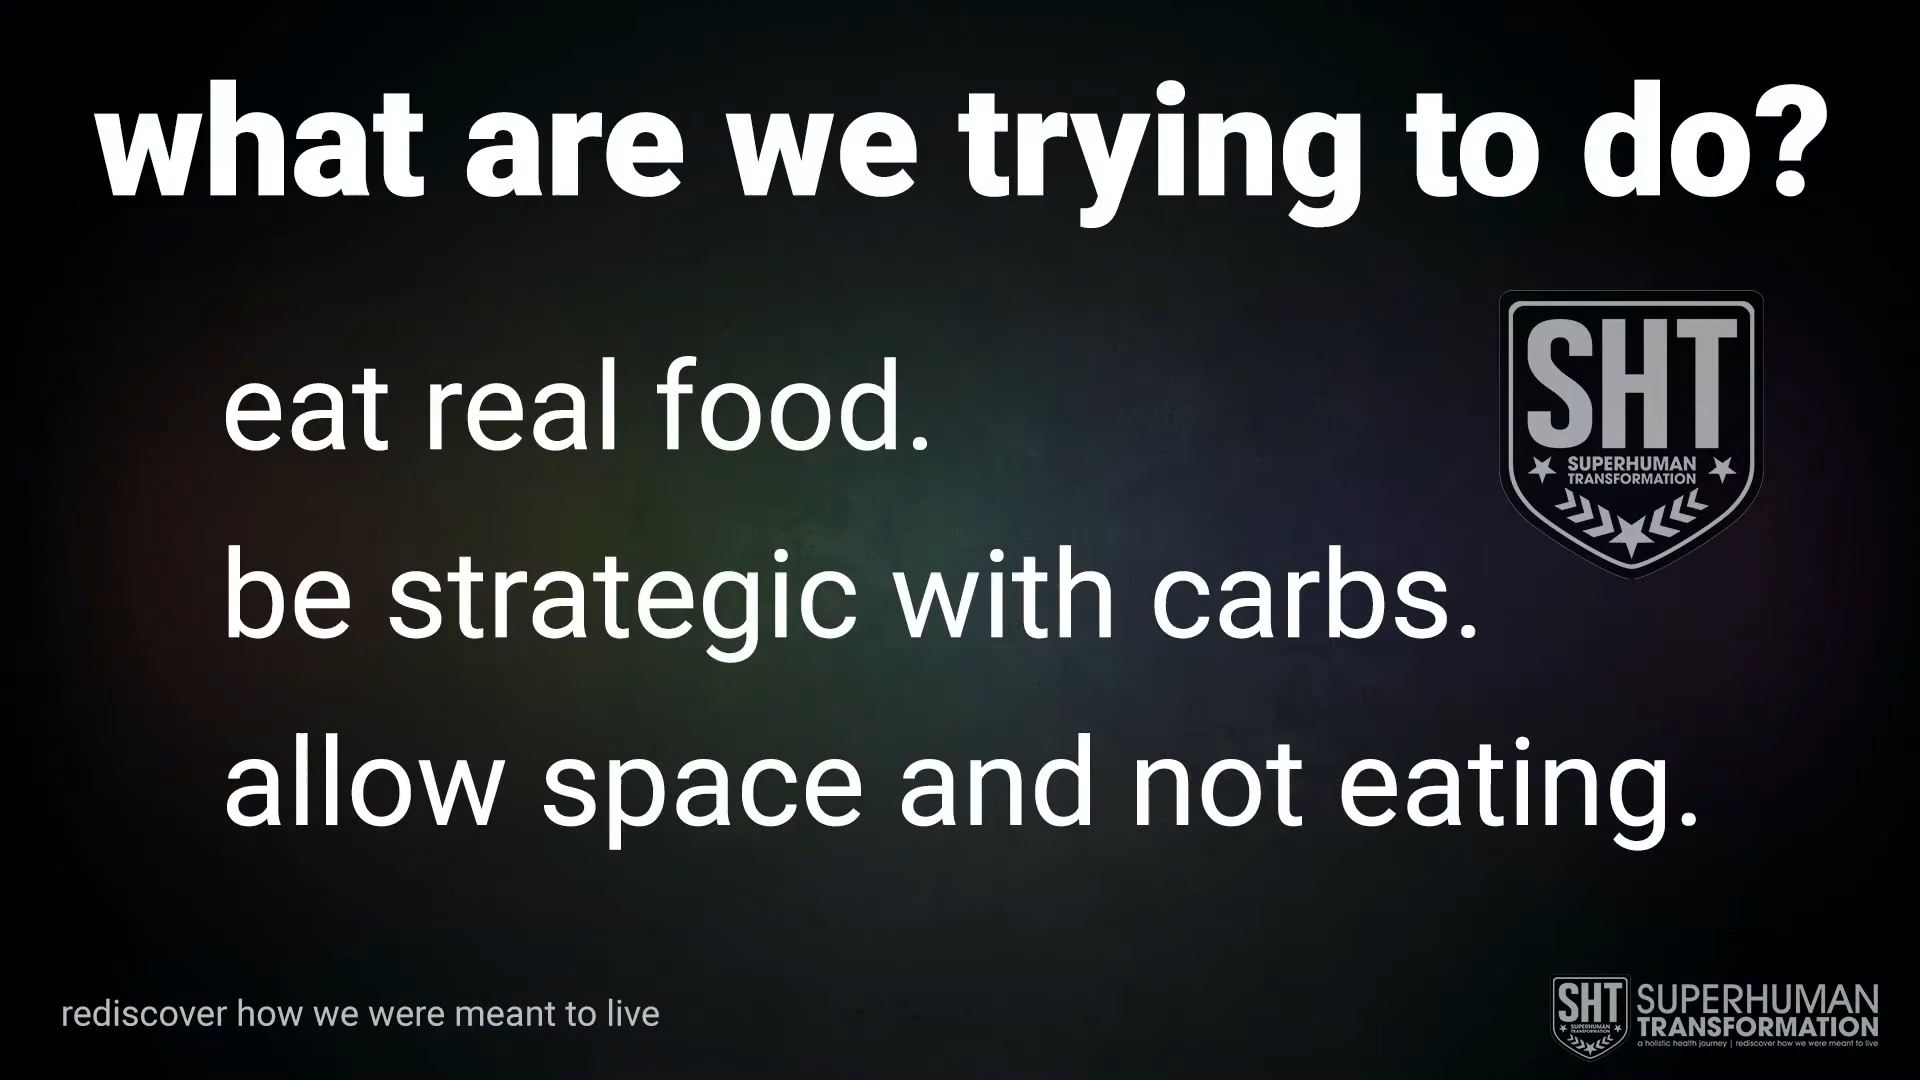 what are we trying to do?
eat real food.
SHT
SUPERHUMAN
TRANSFORMATION
be strategic with carbs.
allow space and not eating.
rediscover how we were meant to live
SHT
SUPERHUMAN
TRANSFORMATION
SUPERHUMAN
TRANSFORMATION
a holistic health journey | rediscover how we were meant to live